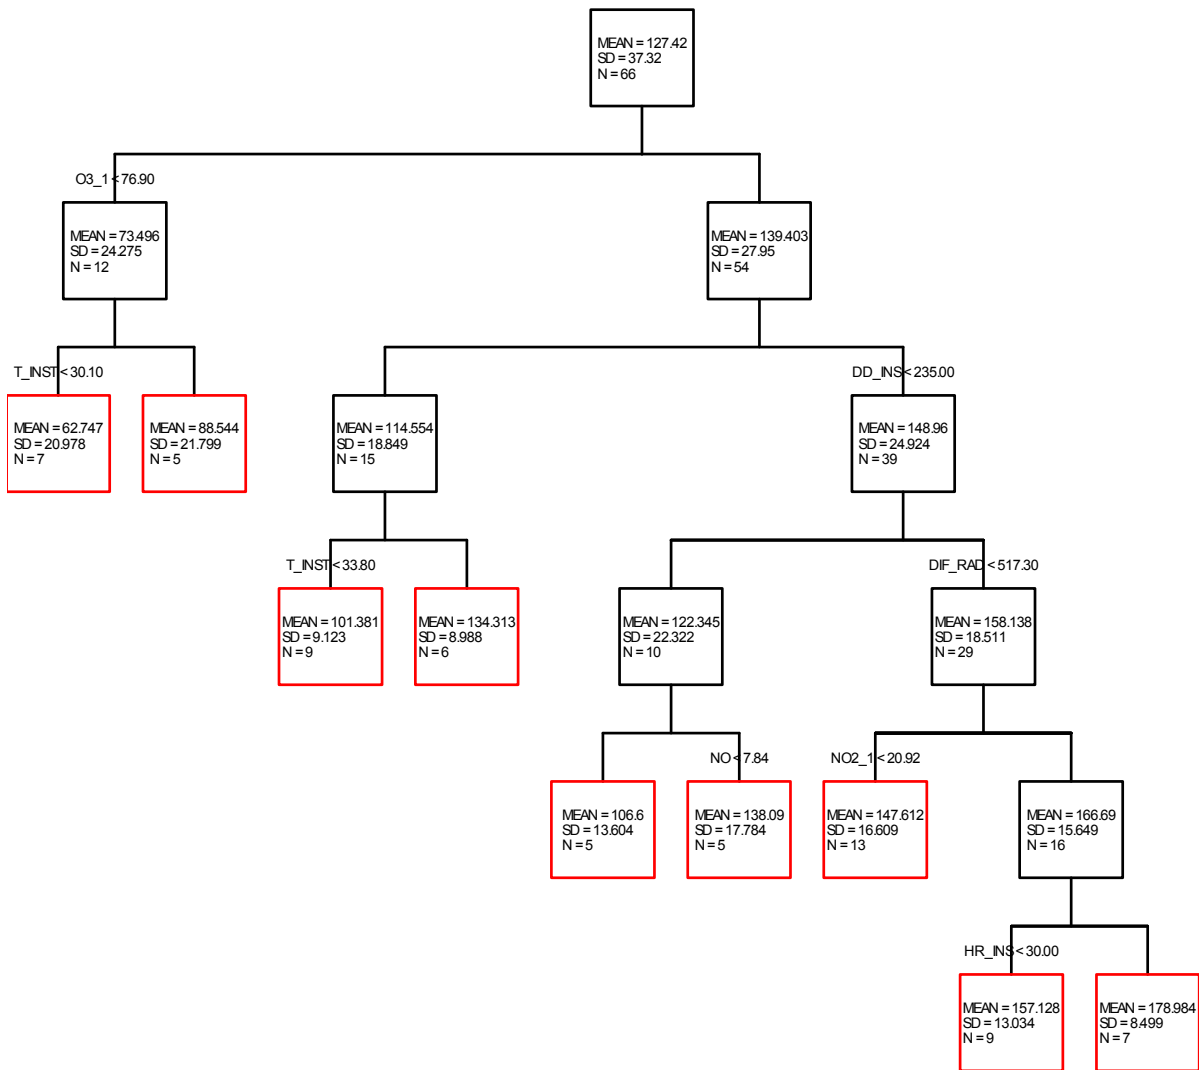 MEAN = 127.42
SD = 37.32
N = 66
O3_1 < 76.90
MEAN = 73.496
SD = 24.275
N = 12
MEAN = 139.403
SD = 27.95
N = 54
T_INST < 30.10
DD_INS < 235.00
MEAN = 62.747
SD = 20.978
N = 7
MEAN = 88.544
SD = 21.799
N = 5
MEAN = 114.554
SD = 18.849
N = 15
MEAN = 148.96
SD = 24.924
N = 39
T_INST < 33.80
DIF_RAD < 517.30
MEAN = 101.381
SD = 9.123
N = 9
MEAN = 134.313
SD = 8.988
N = 6
MEAN = 122.345
SD = 22.322
N = 10
MEAN = 158.138
SD = 18.511
N = 29
NO < 7.84
NO2_1 < 20.92
MEAN = 106.6
SD = 13.604
N = 5
MEAN = 138.09
SD = 17.784
N = 5
MEAN = 147.612
SD = 16.609
N = 13
MEAN = 166.69
SD = 15.649
N = 16
HR_INS < 30.00
MEAN = 157.128
SD = 13.034
N = 9
MEAN = 178.984
SD = 8.499
N = 7